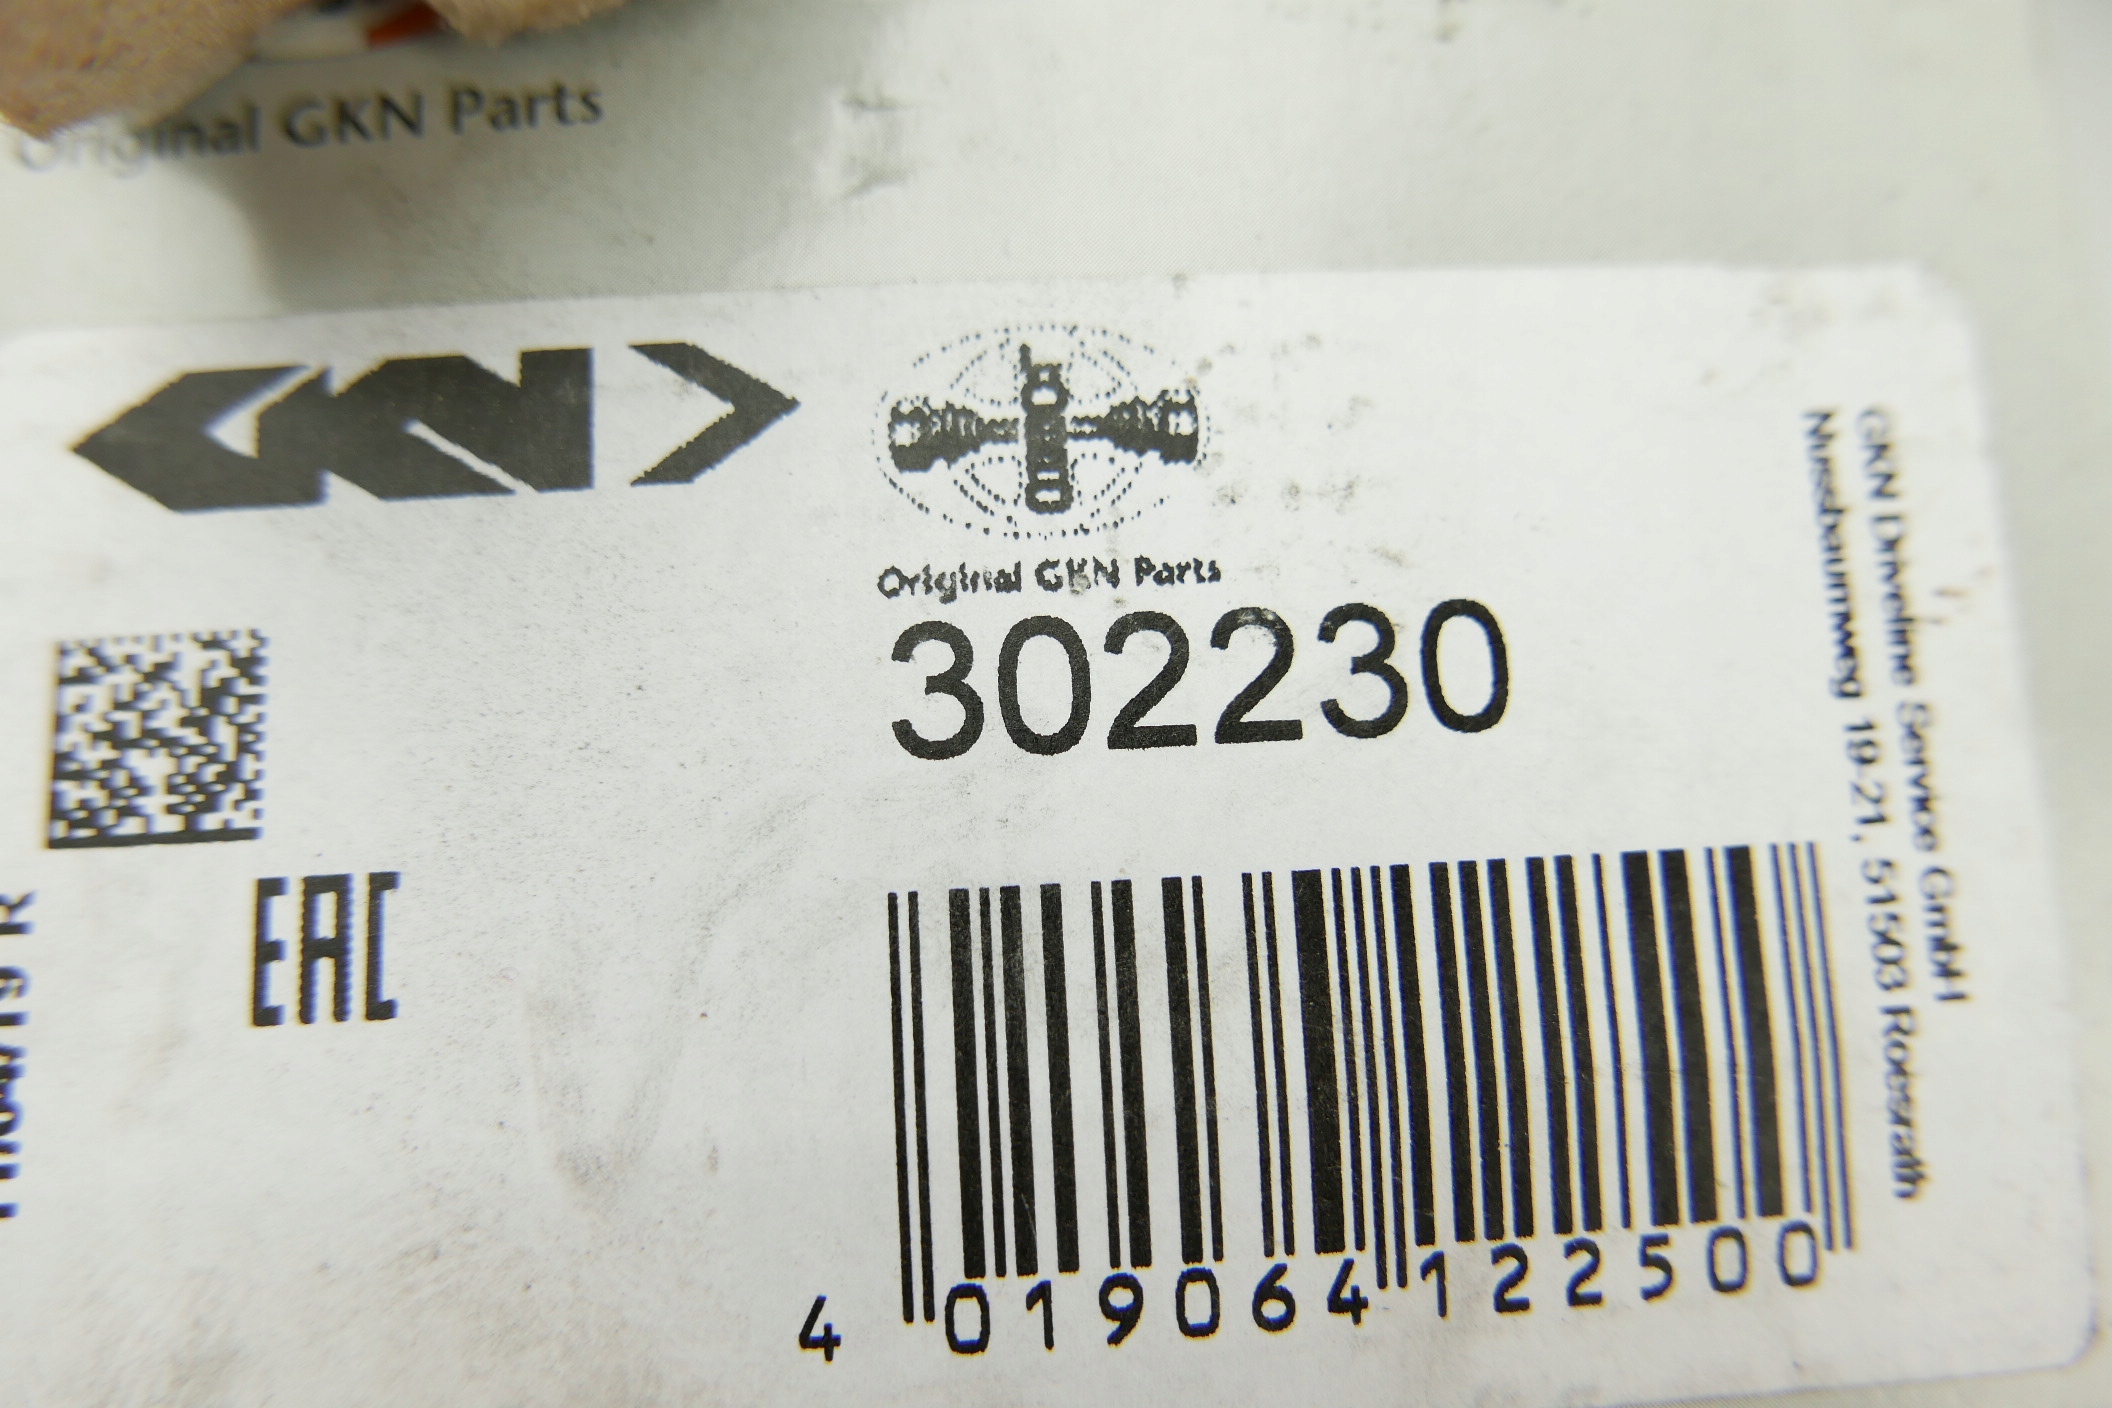 Original GKN Parts
GKN
Original GKN Parts
302230
EAC
4 019064 122500
GKN Driveline Service GmbH
Nussbaumweg 19-21, 51503 Roesrath